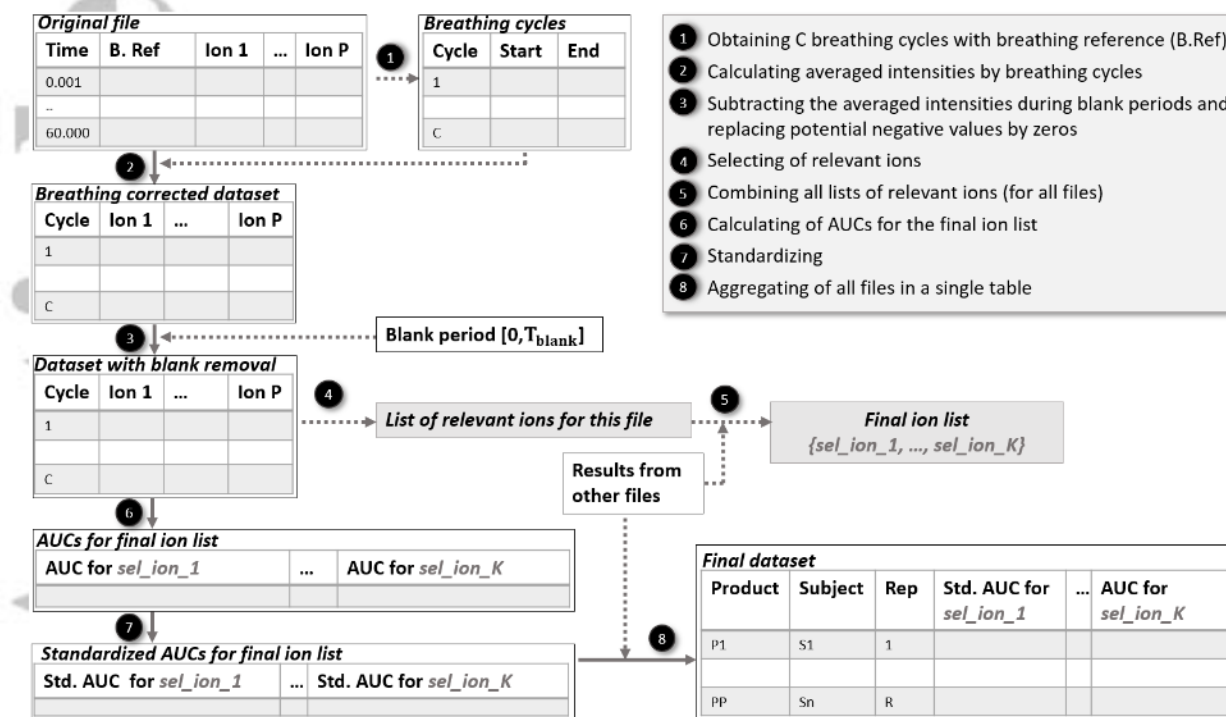 Original file
Time B. Ref Ion 1 ... Ion P
0.001
..
60.000
1
Breathing cycles
Cycle Start End
1
C
1 Obtaining C breathing cycles with breathing reference (B.Ref)
2 Calculating averaged intensities by breathing cycles
3 Subtracting the averaged intensities during blank periods and
replacing potential negative values by zeros
4 Selecting of relevant ions
5 Combining all lists of relevant ions (for all files)
6 Calculating of AUCs for the final ion list
7 Standardizing
8 Aggregating of all files in a single table
2
Breathing corrected dataset
Cycle Ion 1 ... Ion P
1
C
3
Blank period [0,T_blank]
Dataset with blank removal
Cycle Ion 1 ... Ion P
1
C
4
List of relevant ions for this file
5
Final ion list
{sel_ion_1, ..., sel_ion_K}
Results from
other files
6
AUCs for final ion list
AUC for sel_ion_1 ... AUC for sel_ion_K
7
Standardized AUCs for final ion list
Std. AUC for sel_ion_1 ... Std. AUC for sel_ion_K
8
Final dataset
Product Subject Rep Std. AUC for sel_ion_1 ... AUC for sel_ion_K
P1 S1 1
PP Sn R